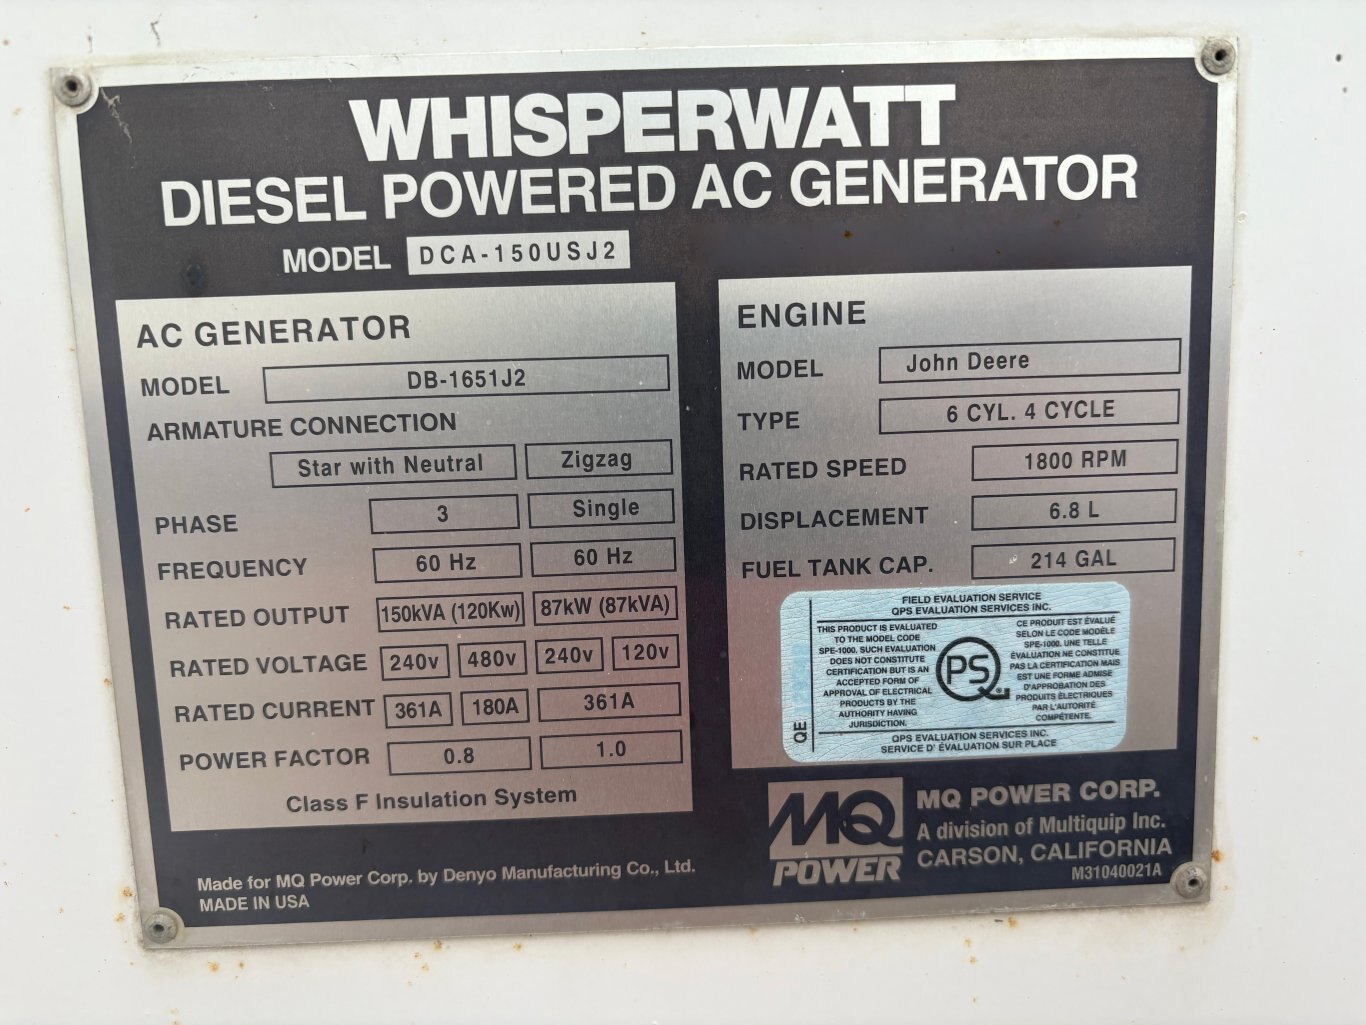 WHISPERWATT
DIESEL POWERED AC GENERATOR
MODEL DCA-150USJ2
AC GENERATOR
MODEL DB-1651J2
ARMATURE CONNECTION
Star with Neutral Zigzag
PHASE 3 Single
FREQUENCY 60 Hz 60 Hz
RATED OUTPUT 150kVA (120Kw) 87kW (87kVA)
RATED VOLTAGE 240v 480v 240v 120v
RATED CURRENT 361A 180A 361A
POWER FACTOR 0.8 1.0
Class F Insulation System
ENGINE
MODEL John Deere
TYPE 6 CYL. 4 CYCLE
RATED SPEED 1800 RPM
DISPLACEMENT 6.8 L
FUEL TANK CAP. 214 GAL
FIELD EVALUATION SERVICE
QPS EVALUATION SERVICES INC.
THIS PRODUCT IS EVALUATED
TO THE MODEL CODE
SPE-1000. SUCH EVALUATION
DOES NOT CONSTITUTE
CERTIFICATION BUT IS AN
ACCEPTED FORM OF
APPROVAL OF ELECTRICAL
PRODUCTS BY THE
AUTHORITY HAVING
JURISDICTION.
QPS
CE PRODUIT EST ÉVALUÉ
SELON LE CODE MODÈLE
SPE-1000. UNE TELLE
ÉVALUATION NE CONSTITUE
PAS LA CERTIFICATION MAIS
EST UNE FORME ADMISE
D'APPROBATION DES
PRODUITS ÉLECTRIQUES
PAR L'AUTORITÉ
COMPÉTENTE.
QE
QPS EVALUATION SERVICES INC.
SERVICE D' ÉVALUATION SUR PLACE
MQ
POWER
MQ POWER CORP.
A division of Multiquip Inc.
CARSON, CALIFORNIA
M31040021A
Made for MQ Power Corp. by Denyo Manufacturing Co., Ltd.
MADE IN USA